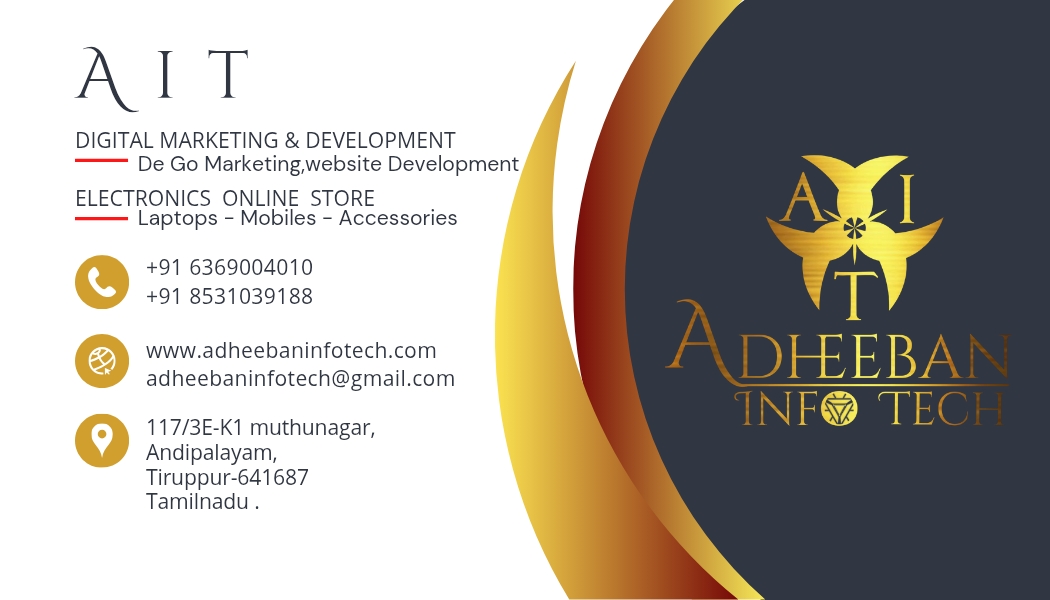 A I T
DIGITAL MARKETING & DEVELOPMENT
De Go Marketing,website Development
ELECTRONICS ONLINE STORE
Laptops - Mobiles - Accessories
+91 6369004010
+91 8531039188
www.adheebaninfotech.com
adheebaninfotech@gmail.com
117/3E-K1 muthunagar,
Andipalayam,
Tiruppur-641687
Tamilnadu .
A I
T
ADHEEBAN
INFO TECH